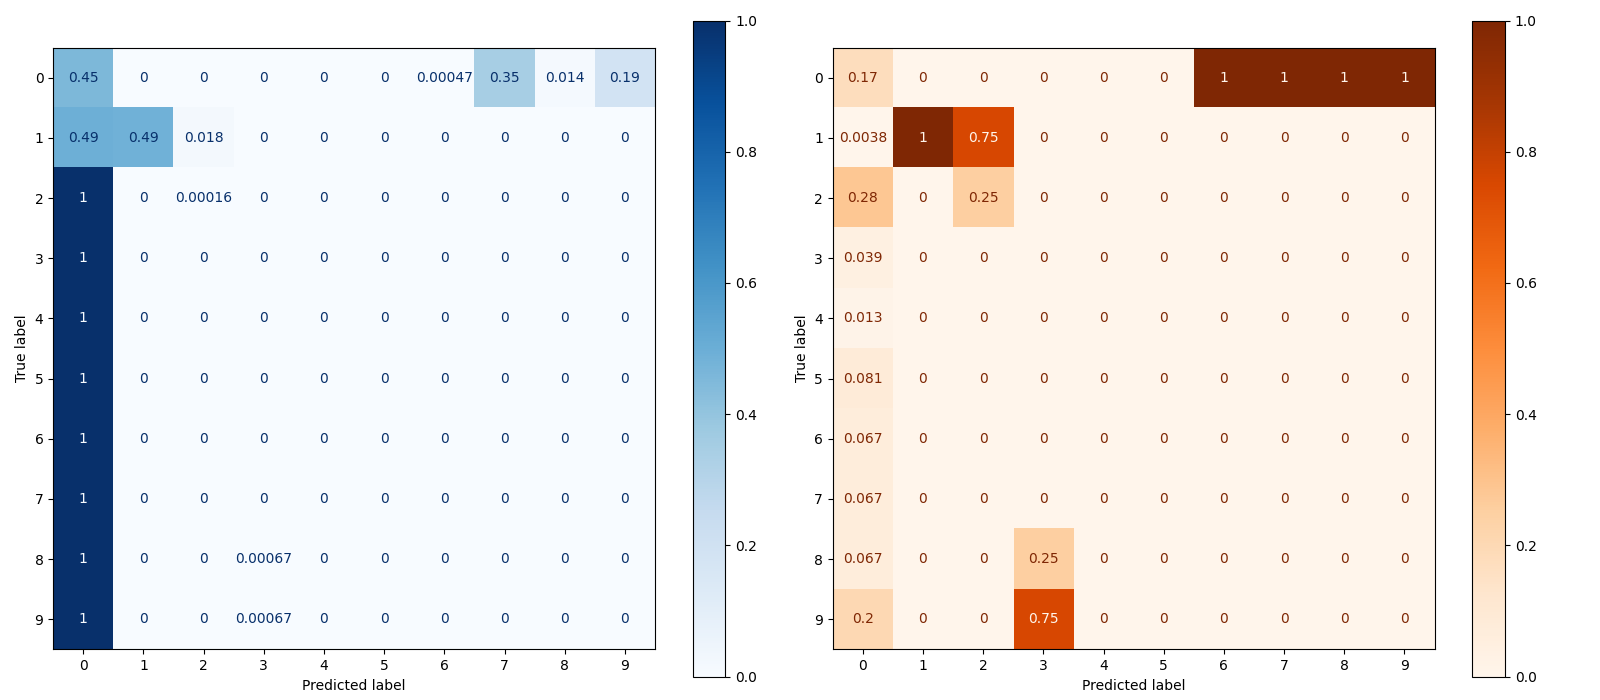 0 0.45 0 0 0 0 0 0.00047 0.35 0.014 0.19
1 0.49 0.49 0.018 0 0 0 0 0 0 0
2 1 0 0.00016 0 0 0 0 0 0 0
3 1 0 0 0 0 0 0 0 0 0
4 1 0 0 0 0 0 0 0 0 0
5 1 0 0 0 0 0 0 0 0 0
6 1 0 0 0 0 0 0 0 0 0
7 1 0 0 0 0 0 0 0 0 0
8 1 0 0 0.00067 0 0 0 0 0 0
9 1 0 0 0.00067 0 0 0 0 0 0
0 1 2 3 4 5 6 7 8 9
Predicted label
True label
1.0
0.8
0.6
0.4
0.2
0.0
0 0.17 0 0 0 0 0 1 1 1 1
1 0.0038 1 0.75 0 0 0 0 0 0 0
2 0.28 0 0.25 0 0 0 0 0 0 0
3 0.039 0 0 0 0 0 0 0 0 0
4 0.013 0 0 0 0 0 0 0 0 0
5 0.081 0 0 0 0 0 0 0 0 0
6 0.067 0 0 0 0 0 0 0 0 0
7 0.067 0 0 0 0 0 0 0 0 0
8 0.067 0 0 0.25 0 0 0 0 0 0
9 0.2 0 0 0.75 0 0 0 0 0 0
0 1 2 3 4 5 6 7 8 9
Predicted label
True label
1.0
0.8
0.6
0.4
0.2
0.0